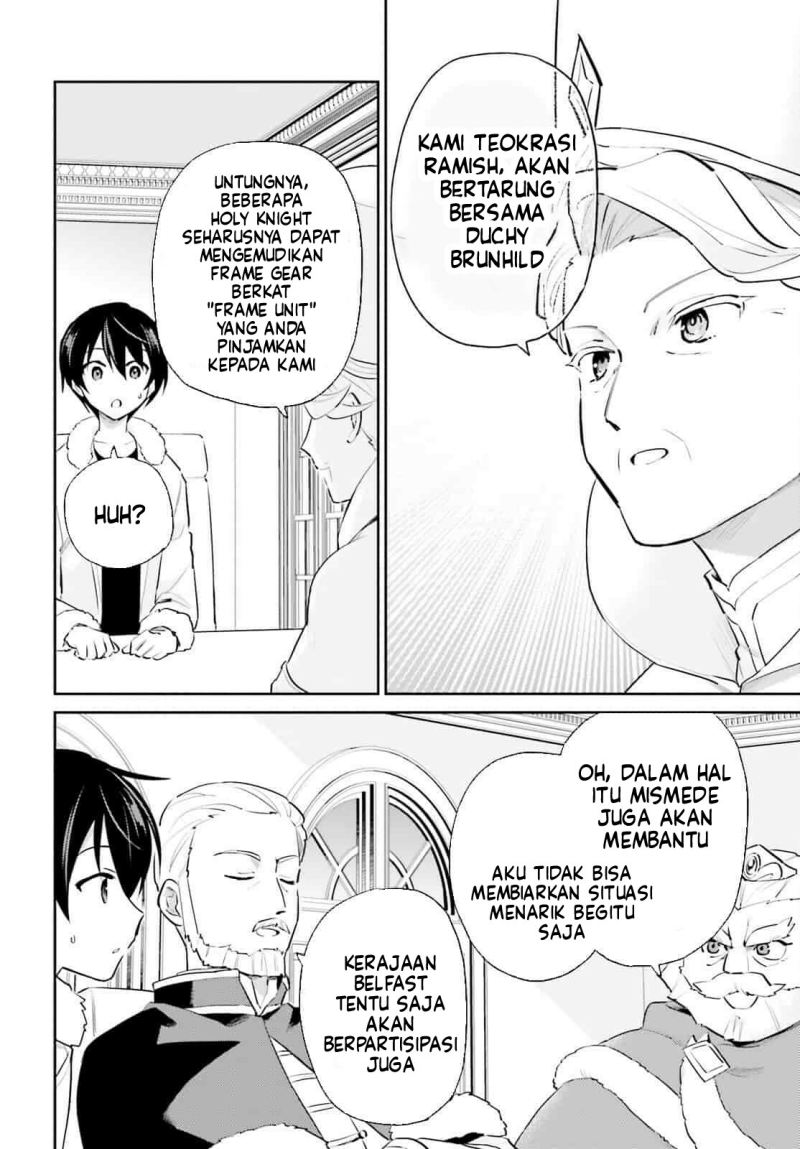 KAMI TEOKRASI
RAMISH, AKAN
BERTARUNG
BERSAMA
DUCHY
BRUNHILD
UNTUNGNYA,
BEBERAPA
HOLY KNIGHT
SEHARUSNYA DAPAT
MENGEMUDIKAN
FRAME GEAR
BERKAT
"FRAME UNIT"
YANG ANDA
PINJAMKAN
KEPADA KAMI
HUH?
OH, DALAM HAL
ITU MISMEDE
JUGA AKAN
MEMBANTU
AKU TIDAK BISA
MEMBIARKAN SITUASI
MENARIK BEGITU
SAJA
KERAJAAN
BELFAST
TENTU SAJA
AKAN
BERPARTISIPASI
JUGA